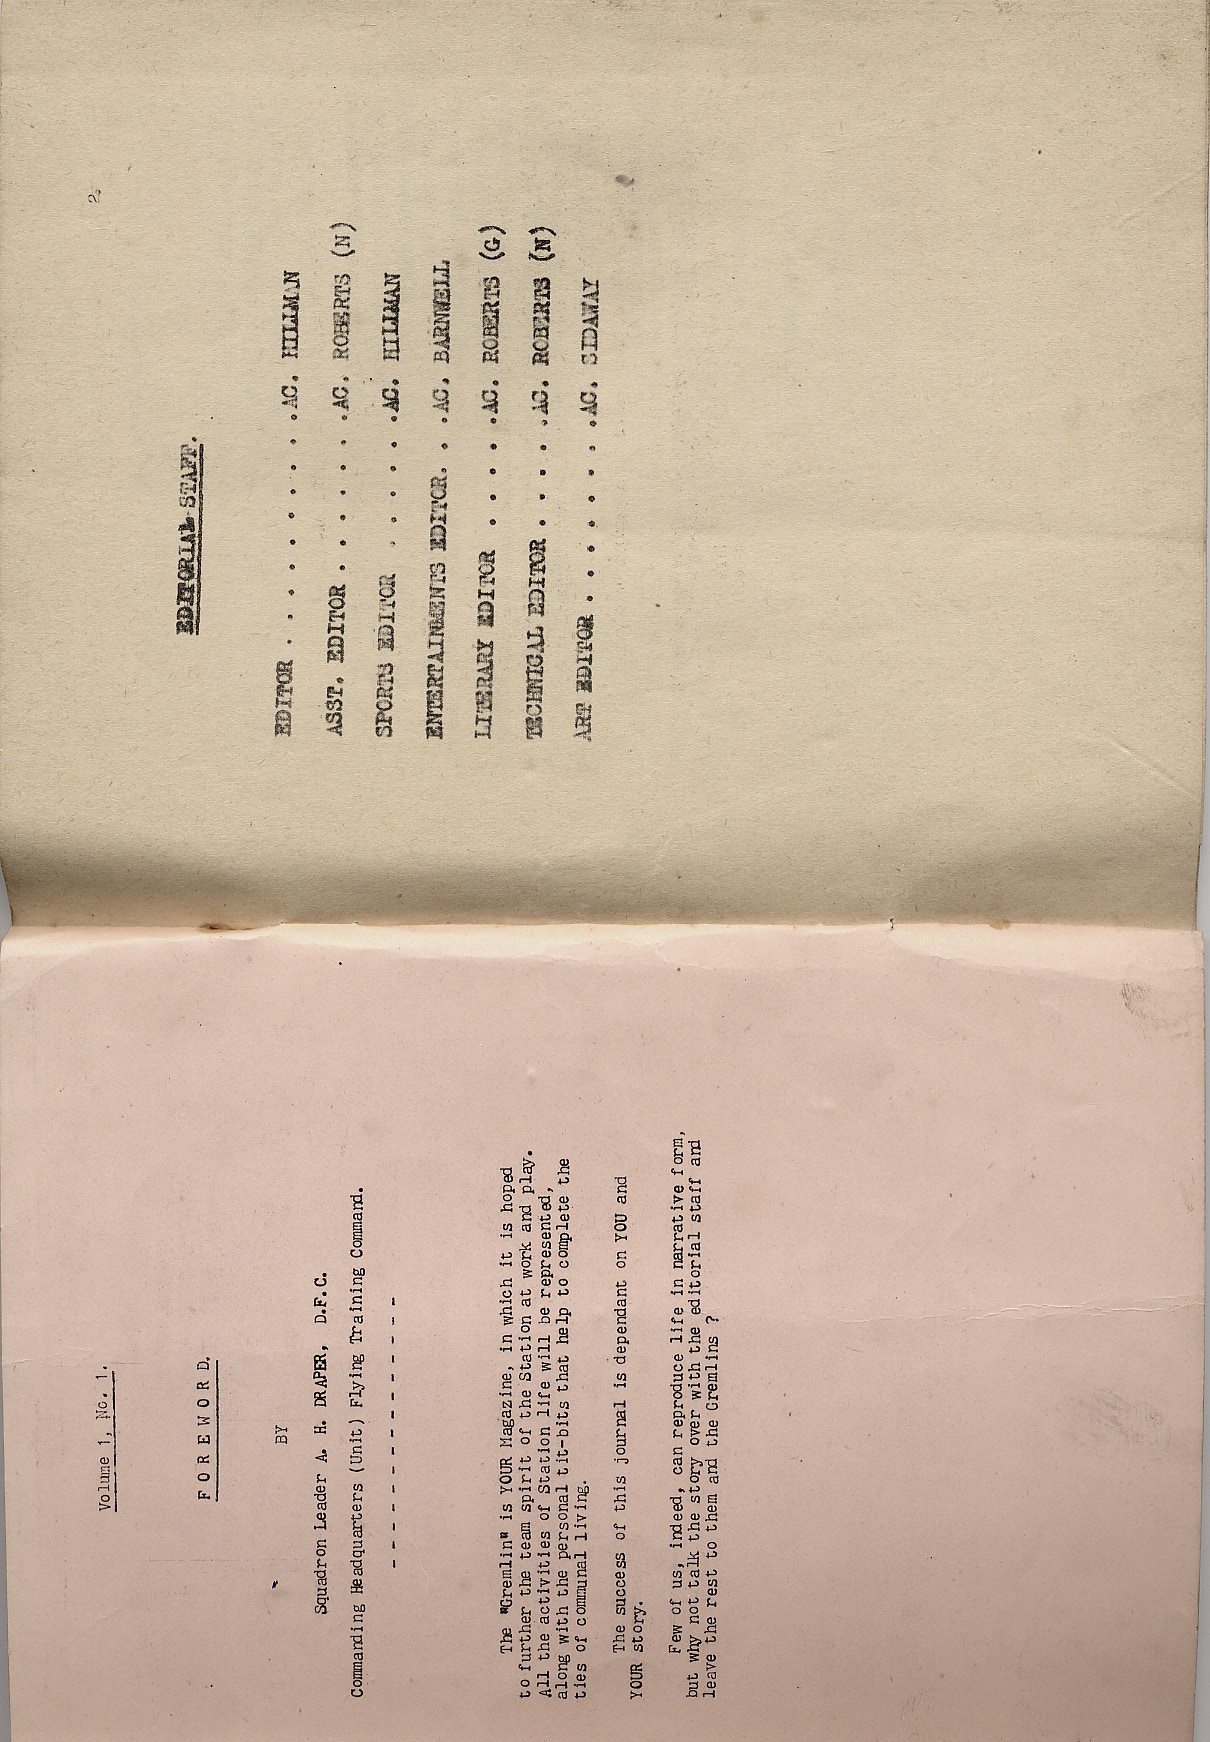 Volume 1, No. 1.
F O R E W O R D.
BY
Squadron Leader A. H. DRAPER, D.F.C.
Commanding Headquarters (Unit) Flying Training Command.
- - - - - - - - - - - - - - - -
The "Gremlin" is YOUR Magazine, in which it is hoped
to further the team spirit of the Station at work and play.
All the activities of Station life will be represented,
along with the personal tit-bits that help to complete the
ties of communal living.
The success of this journal is dependant on YOU and
YOUR story.
Few of us, indeed, can reproduce life in narrative form,
but why not talk the story over with the editorial staff and
leave the rest to them and the Gremlins ?
2.
EDITORIAL STAFF.
EDITOR . . . . . . . . .AC. HILLMAN
ASST. EDITOR . . . . . . .AC. ROBERTS (N)
SPORTS EDITOR . . . . . .AC. HILLMAN
ENTERTAINMENTS EDITOR. . .AC. BARNWELL
LITERARY EDITOR . . . . .AC. ROBERTS (G)
TECHNICAL EDITOR . . . . .AC. ROBERTS (N)
ART EDITOR . . . . . . . .AC. SIDAWAY